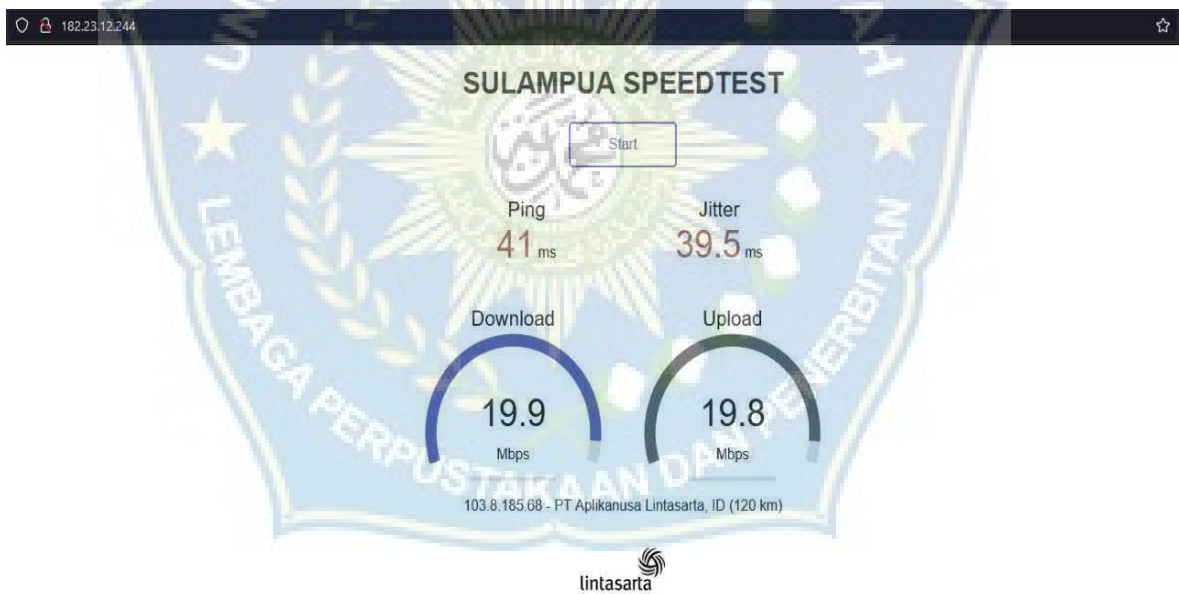 182.23.12.244
SULAMPUA SPEEDTEST
Start
Ping Jitter
41 ms 39.5 ms
Download Upload
19.9 19.8
Mbps Mbps
103.8.185.68 - PT Aplikanusa Lintasarta, ID (120 km)
lintasarta
LEMBAGA PERPUSTAKAAN DAN PENERBITAN